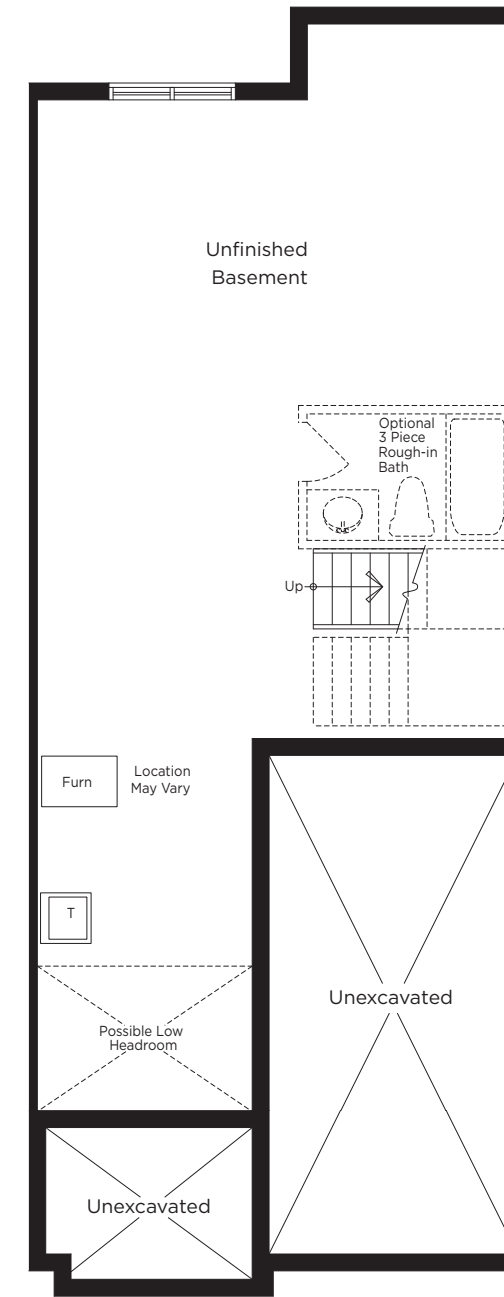 Unfinished
Basement
Optional
3 Piece
Rough-in
Bath
Up
Furn
Location
May Vary
T
Possible Low
Headroom
Unexcavated
Unexcavated